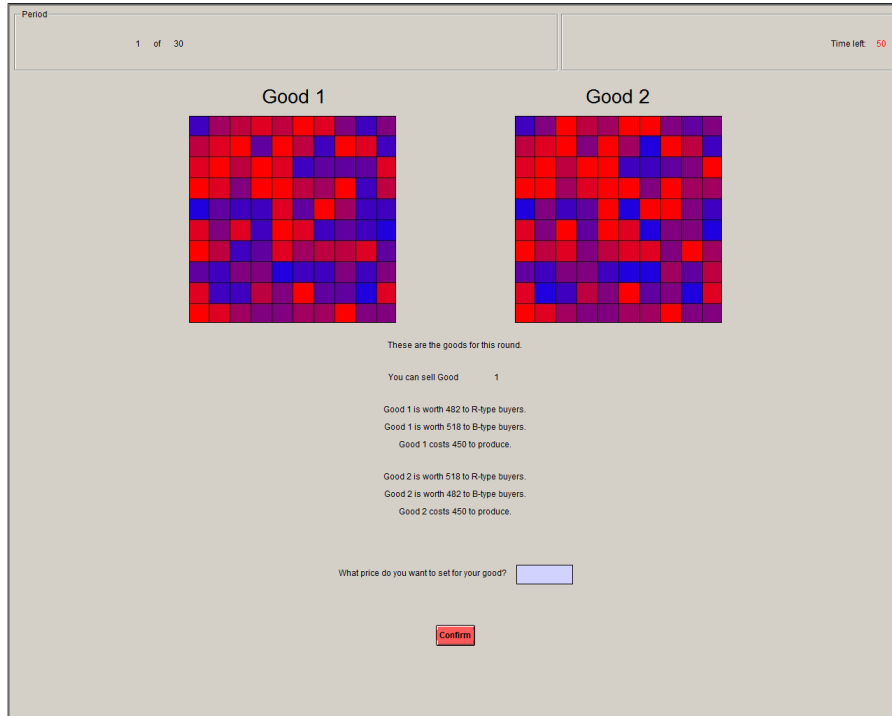 Period
1 of 30
Time left: 50
Good 1
Good 2
These are the goods for this round.
You can sell Good 1
Good 1 is worth 482 to R-type buyers.
Good 1 is worth 518 to B-type buyers.
Good 1 costs 450 to produce.
Good 2 is worth 518 to R-type buyers.
Good 2 is worth 482 to B-type buyers.
Good 2 costs 450 to produce.
What price do you want to set for your good?
Confirm